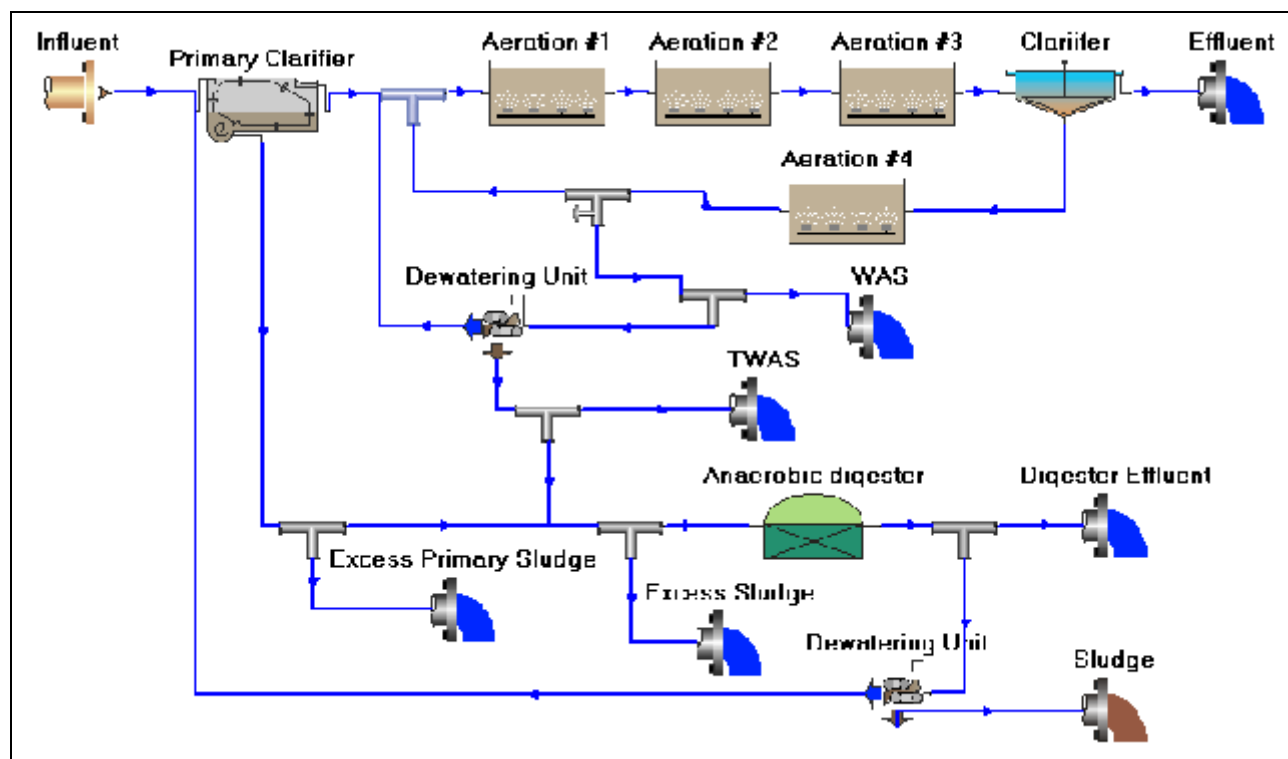 Influent
Primary Clarifier
Aeration #1
Aeration #2
Aeration #3
Clariifer
Effluent
Aeration #4
Dewatering Unit
WAS
TWAS
Anaerobic digester
Digester Effluent
Excess Primary Sludge
Excess Sludge
Dewatering Unit
Sludge